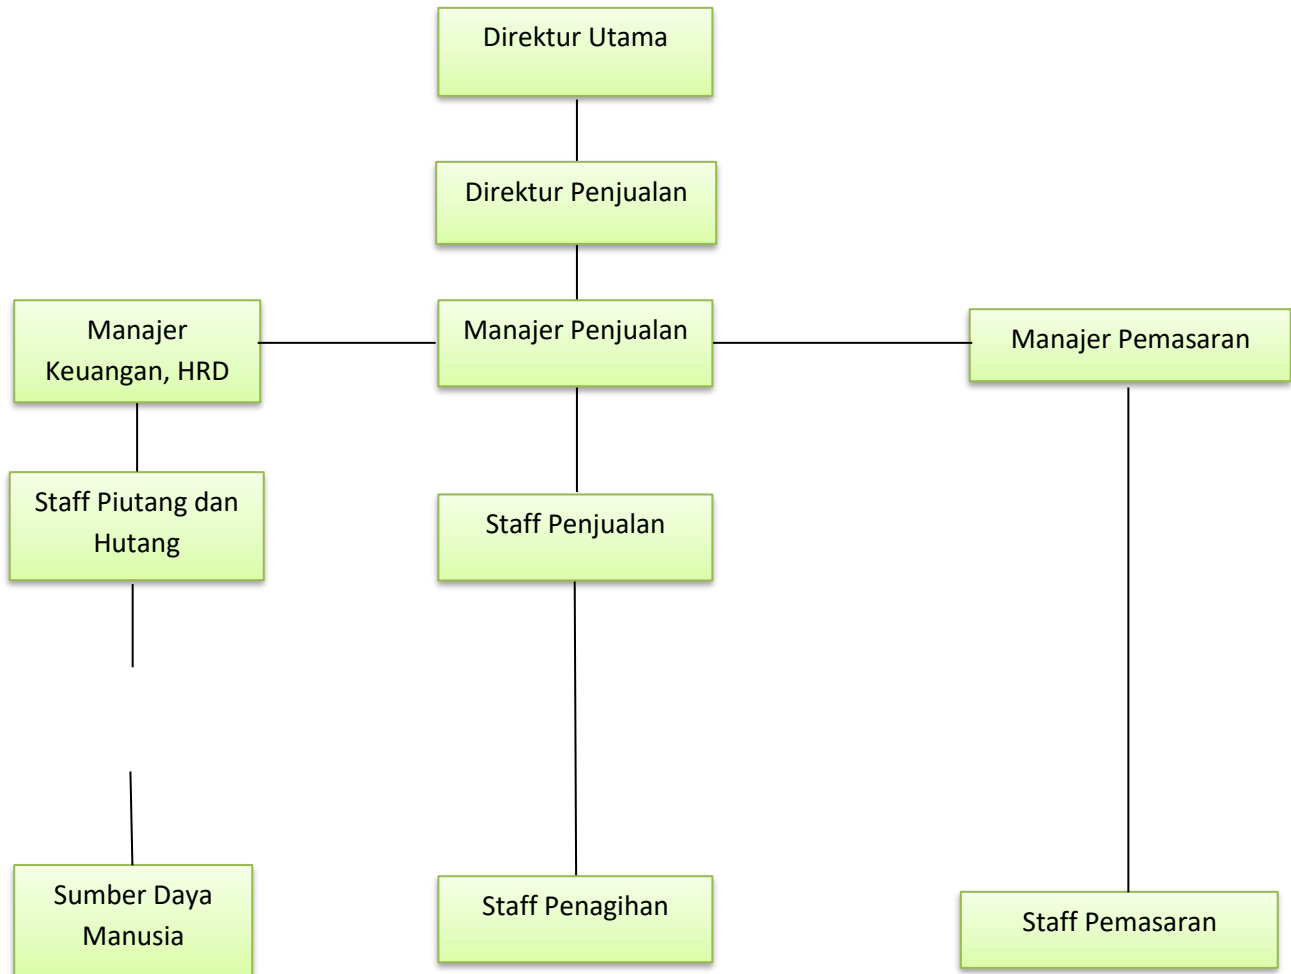 Direktur Utama
Direktur Penjualan
Manajer
Keuangan, HRD
Manajer Penjualan
Manajer Pemasaran
Staff Piutang dan
Hutang
Staff Penjualan
Sumber Daya
Manusia
Staff Penagihan
Staff Pemasaran